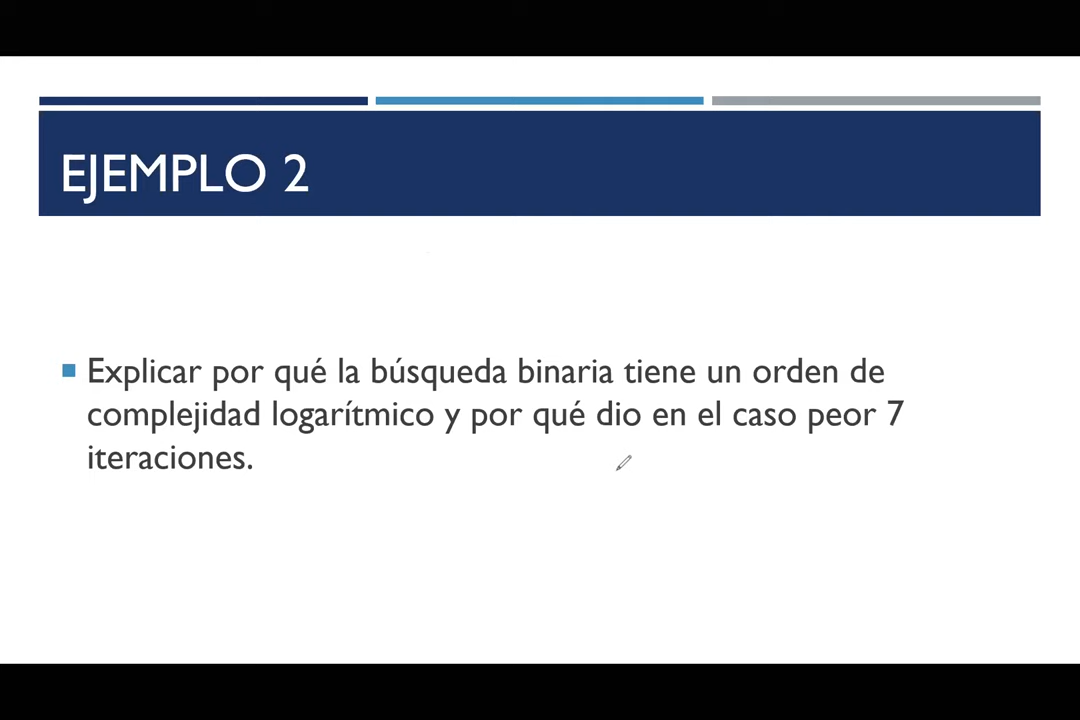 EJEMPLO 2
Explicar por qué la búsqueda binaria tiene un orden de
complejidad logarítmico y por qué dio en el caso peor 7
iteraciones.